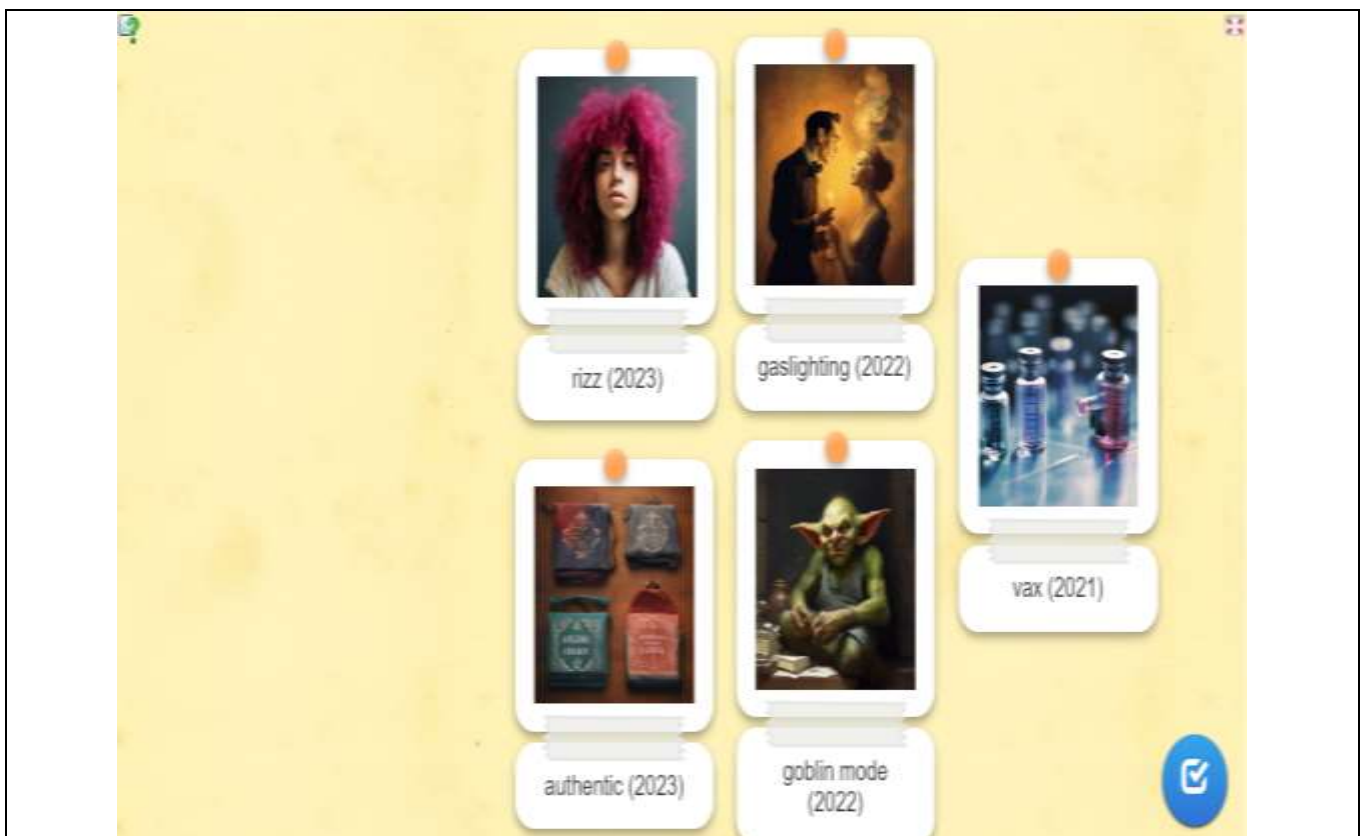 rizz (2023)
gaslighting (2022)
vax (2021)
authentic (2023)
goblin mode
(2022)